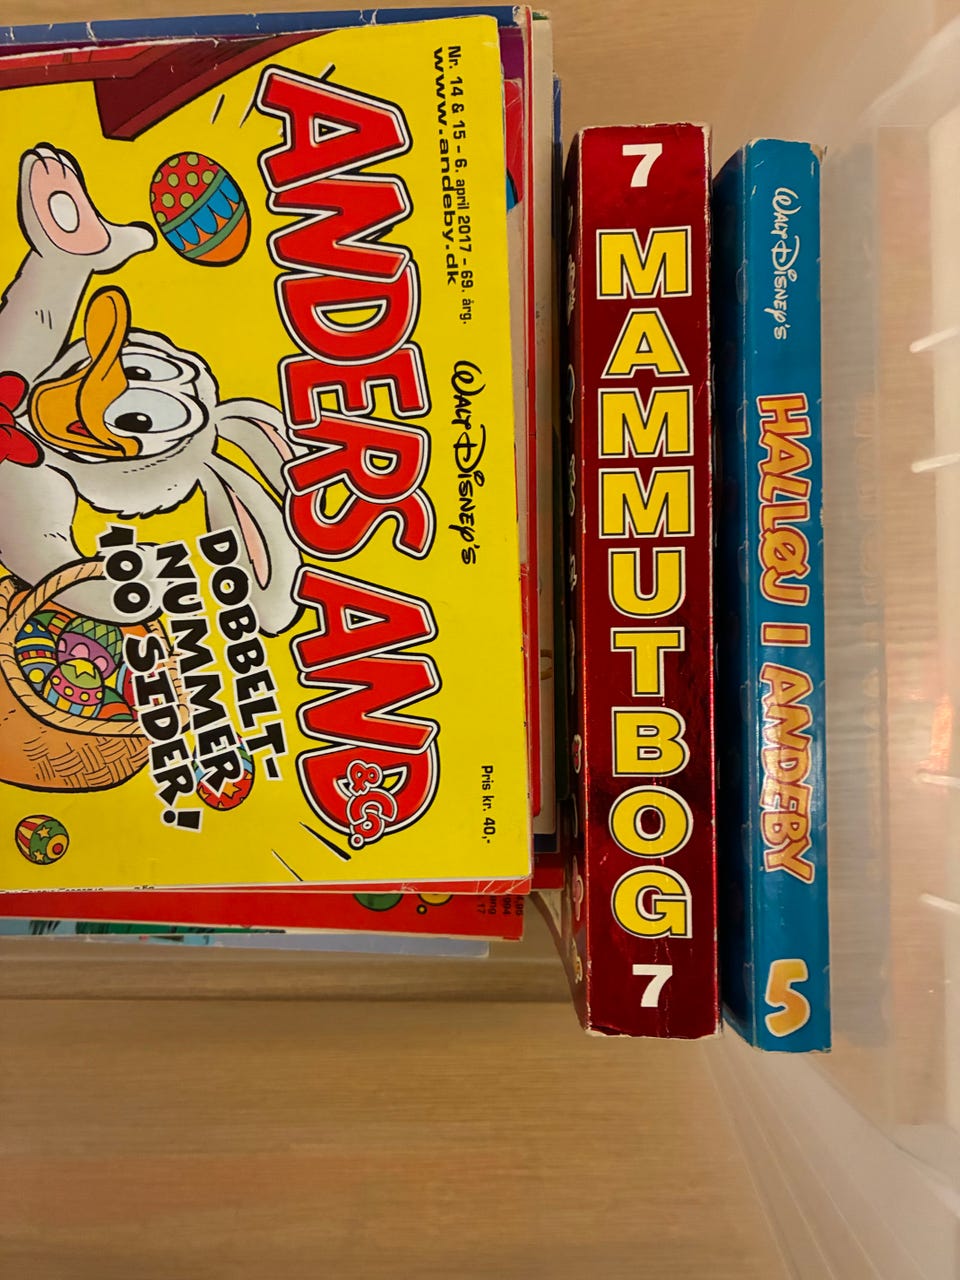 Nr. 14 & 15 - 6. april 2017 - 69. årg.
www.andeby.dk
WALT DISNEY'S
ANDERS AND
& Co.
DOBBELT-
NUMMER
100 SIDER!
Pris kr. 40,-
7 MAMMUTBOG 7
WALT DISNEY'S
HALLØJ I ANDEBY
5